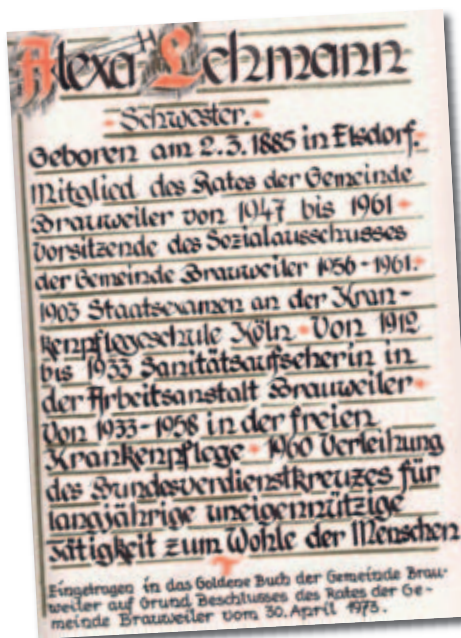 Alexa Lehmann
Schwester.
Geboren am 2.3.1885 in Elsdorf.
Mitglied des Rates der Gemeinde
Brauweiler von 1947 bis 1961
Vorsitzende des Sozialausschusses
der Gemeinde Brauweiler 1956-1961.
1903 Staatsexamen an der Kran-
kenpflegeschule Köln Von 1912
bis 1933 Sanitätsaufseherin in
der Arbeitsanstalt Brauweiler
Von 1933-1958 in der freien
Krankenpflege 1960 Verleihung
des Bundesverdienstkreuzes für
langjährige uneigennützige
Tätigkeit zum Wohle der Menschen
Eingetragen in das Goldene Buch der Gemeinde Brau-
weiler auf Grund Beschlusses des Rates der Ge-
meinde Brauweiler vom 30. April 1973.